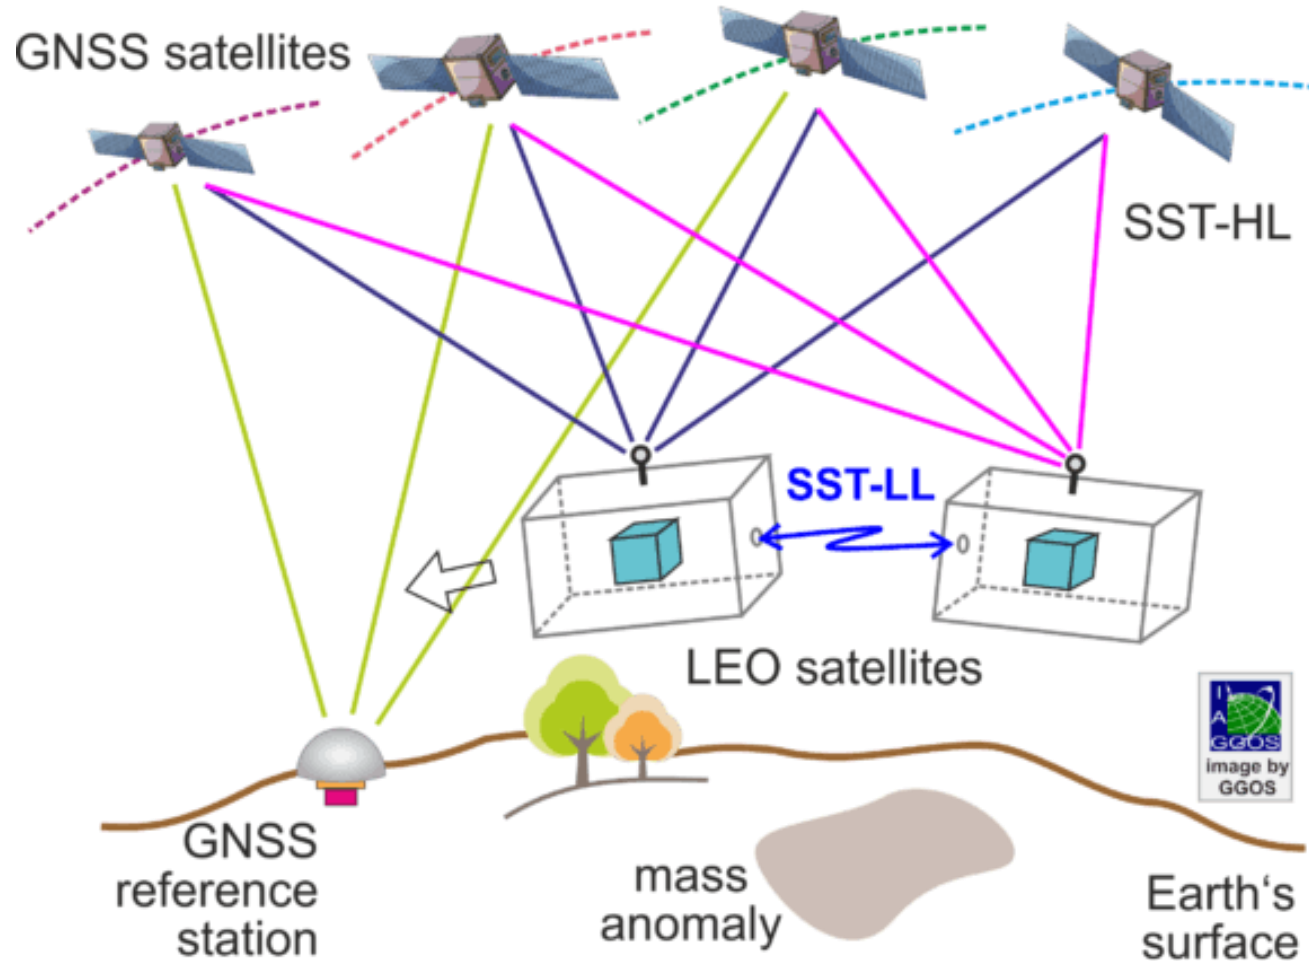 GNSS satellites
SST-HL
SST-LL
LEO satellites
I
A
GGOS
image by
GGOS
GNSS
reference
station
mass
anomaly
Earth‘s
surface